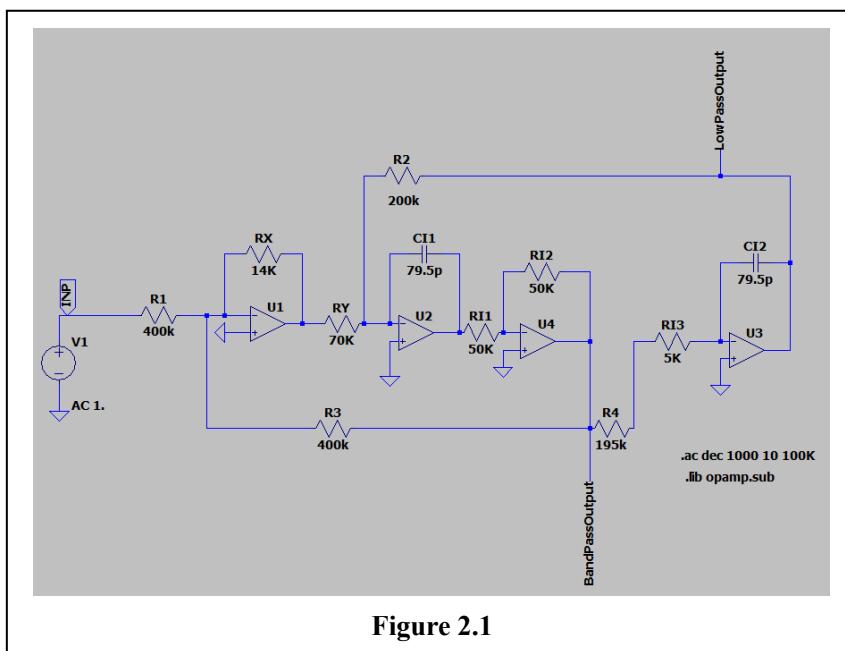 LowPassOutput
R2
200k
RX
14K
CI1
79.5p
RI2
50K
CI2
79.5p
INP
R1
400k
U1
RY
70K
U2
RI1
50K
U4
RI3
5K
U3
V1
AC 1.
R3
400k
R4
195k
.ac dec 1000 10 100K
.lib opamp.sub
BandPassOutput
Figure 2.1